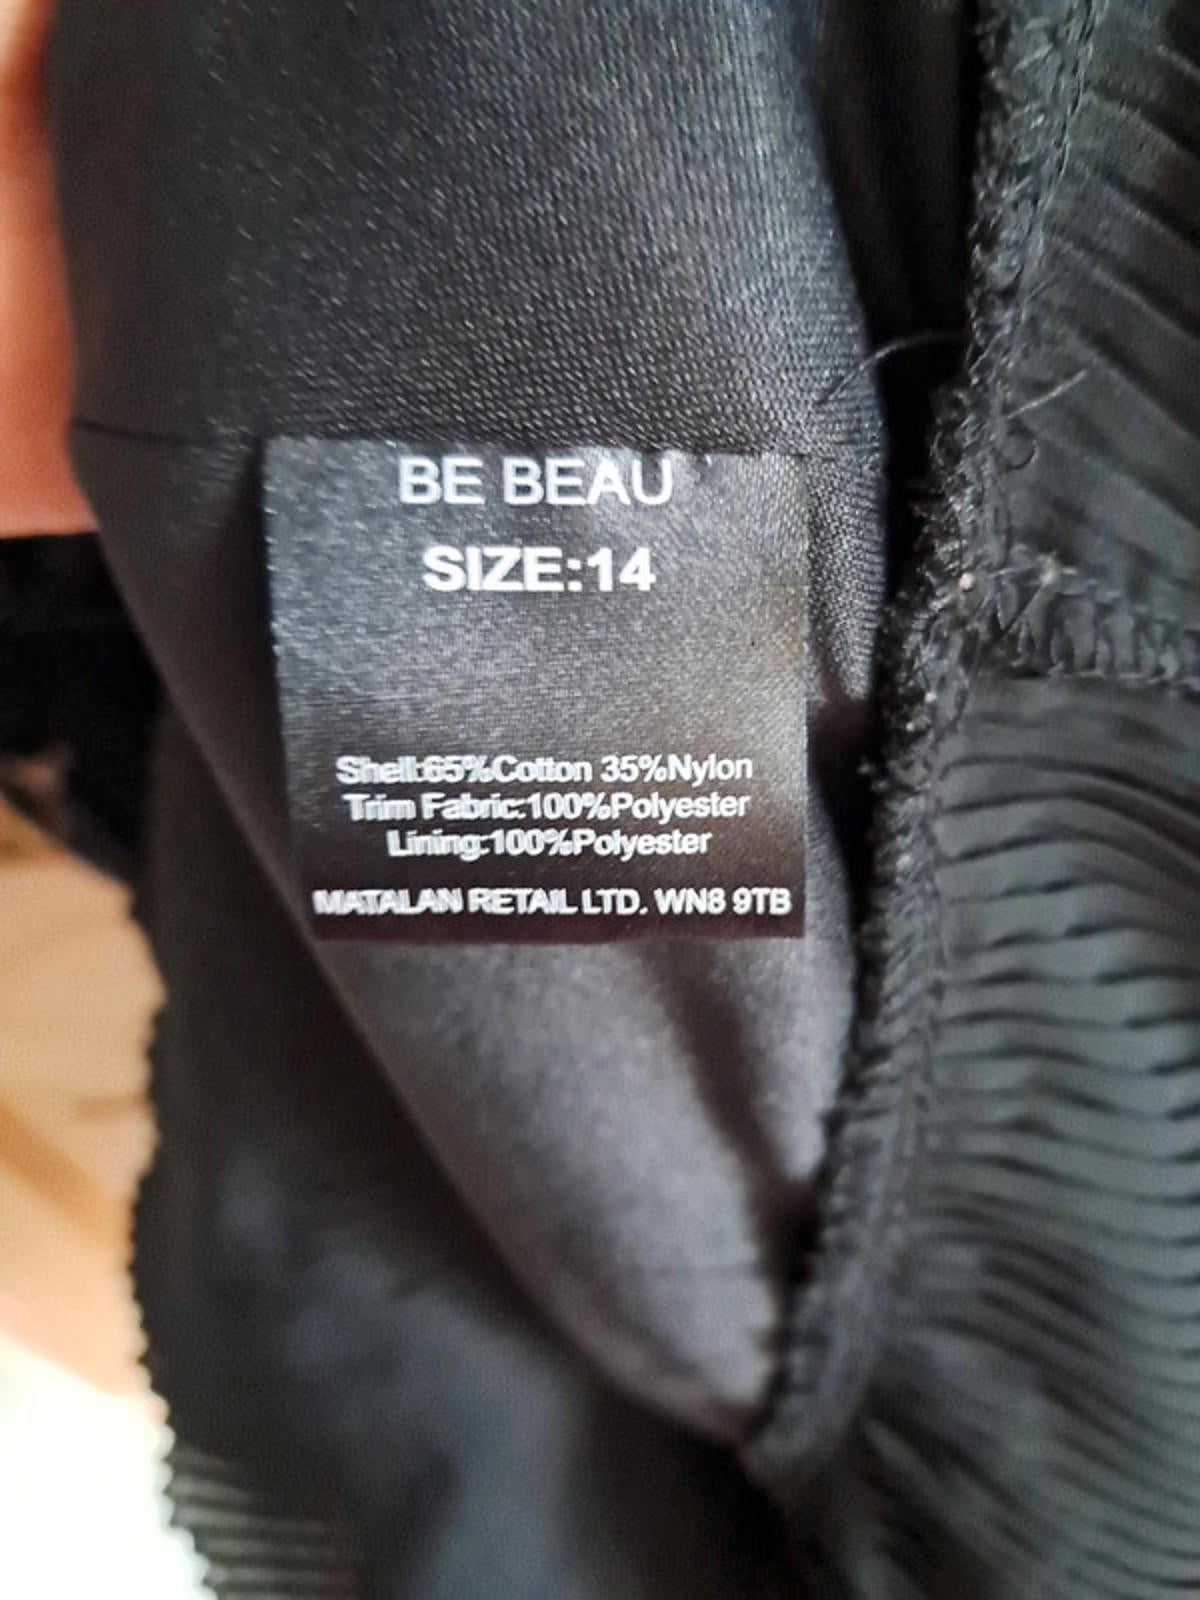 BE BEAU
SIZE:14
Shell:65%Cotton 35%Nylon
Trim Fabric:100%Polyester
Lining:100%Polyester
MATALAN RETAIL LTD. WN8 9TB